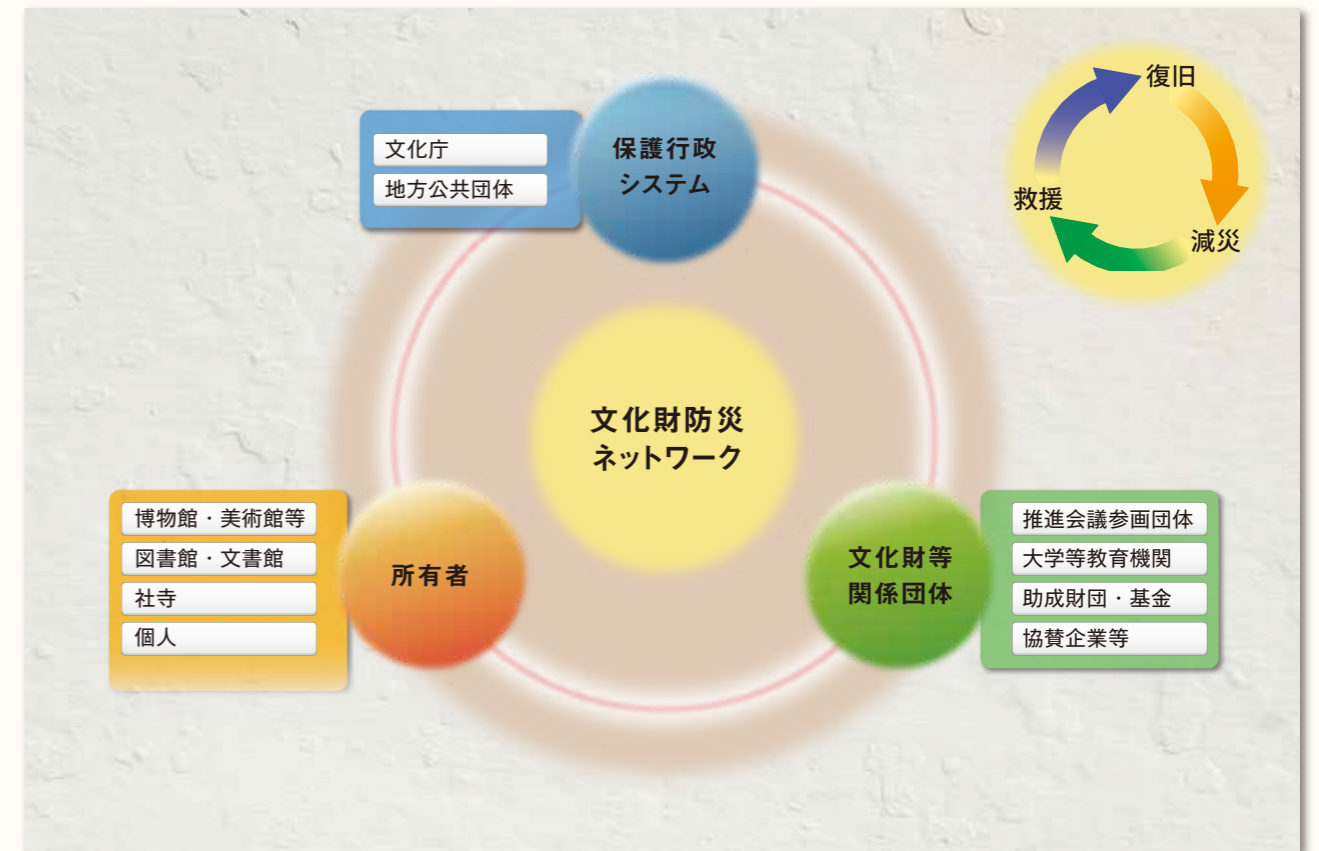 復旧
救援
減災
保護行政
システム
文化庁
地方公共団体
文化財防災
ネットワーク
所有者
博物館・美術館等
図書館・文書館
社寺
個人
文化財等
関係団体
推進会議参画団体
大学等教育機関
助成財団・基金
協賛企業等